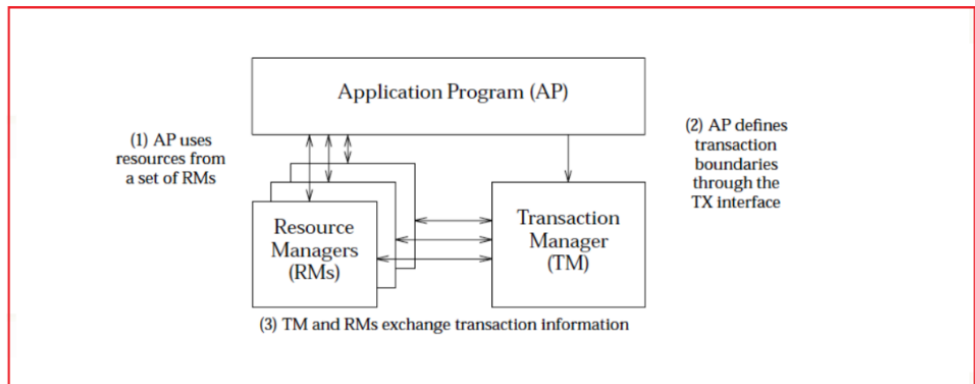 Application Program (AP)
(1) AP uses
resources from
a set of RMs
(2) AP defines
transaction
boundaries
through the
TX interface
Resource
Managers
(RMs)
Transaction
Manager
(TM)
(3) TM and RMs exchange transaction information